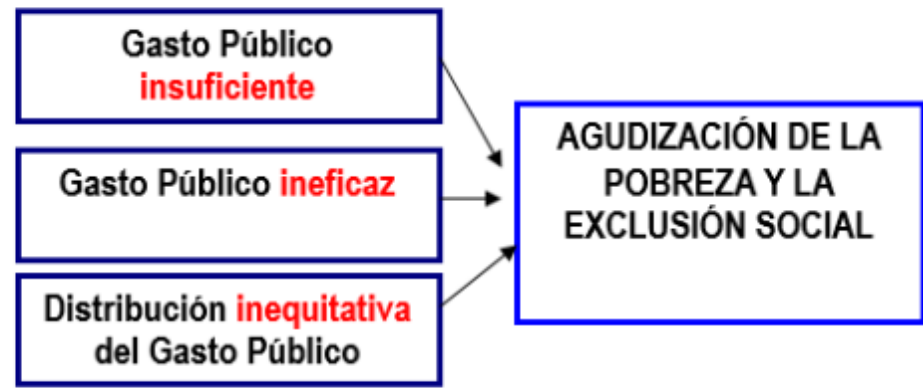 Gasto Público
insuficiente
Gasto Público ineficaz
Distribución inequitativa
del Gasto Público
AGUDIZACIÓN DE LA
POBREZA Y LA
EXCLUSIÓN SOCIAL